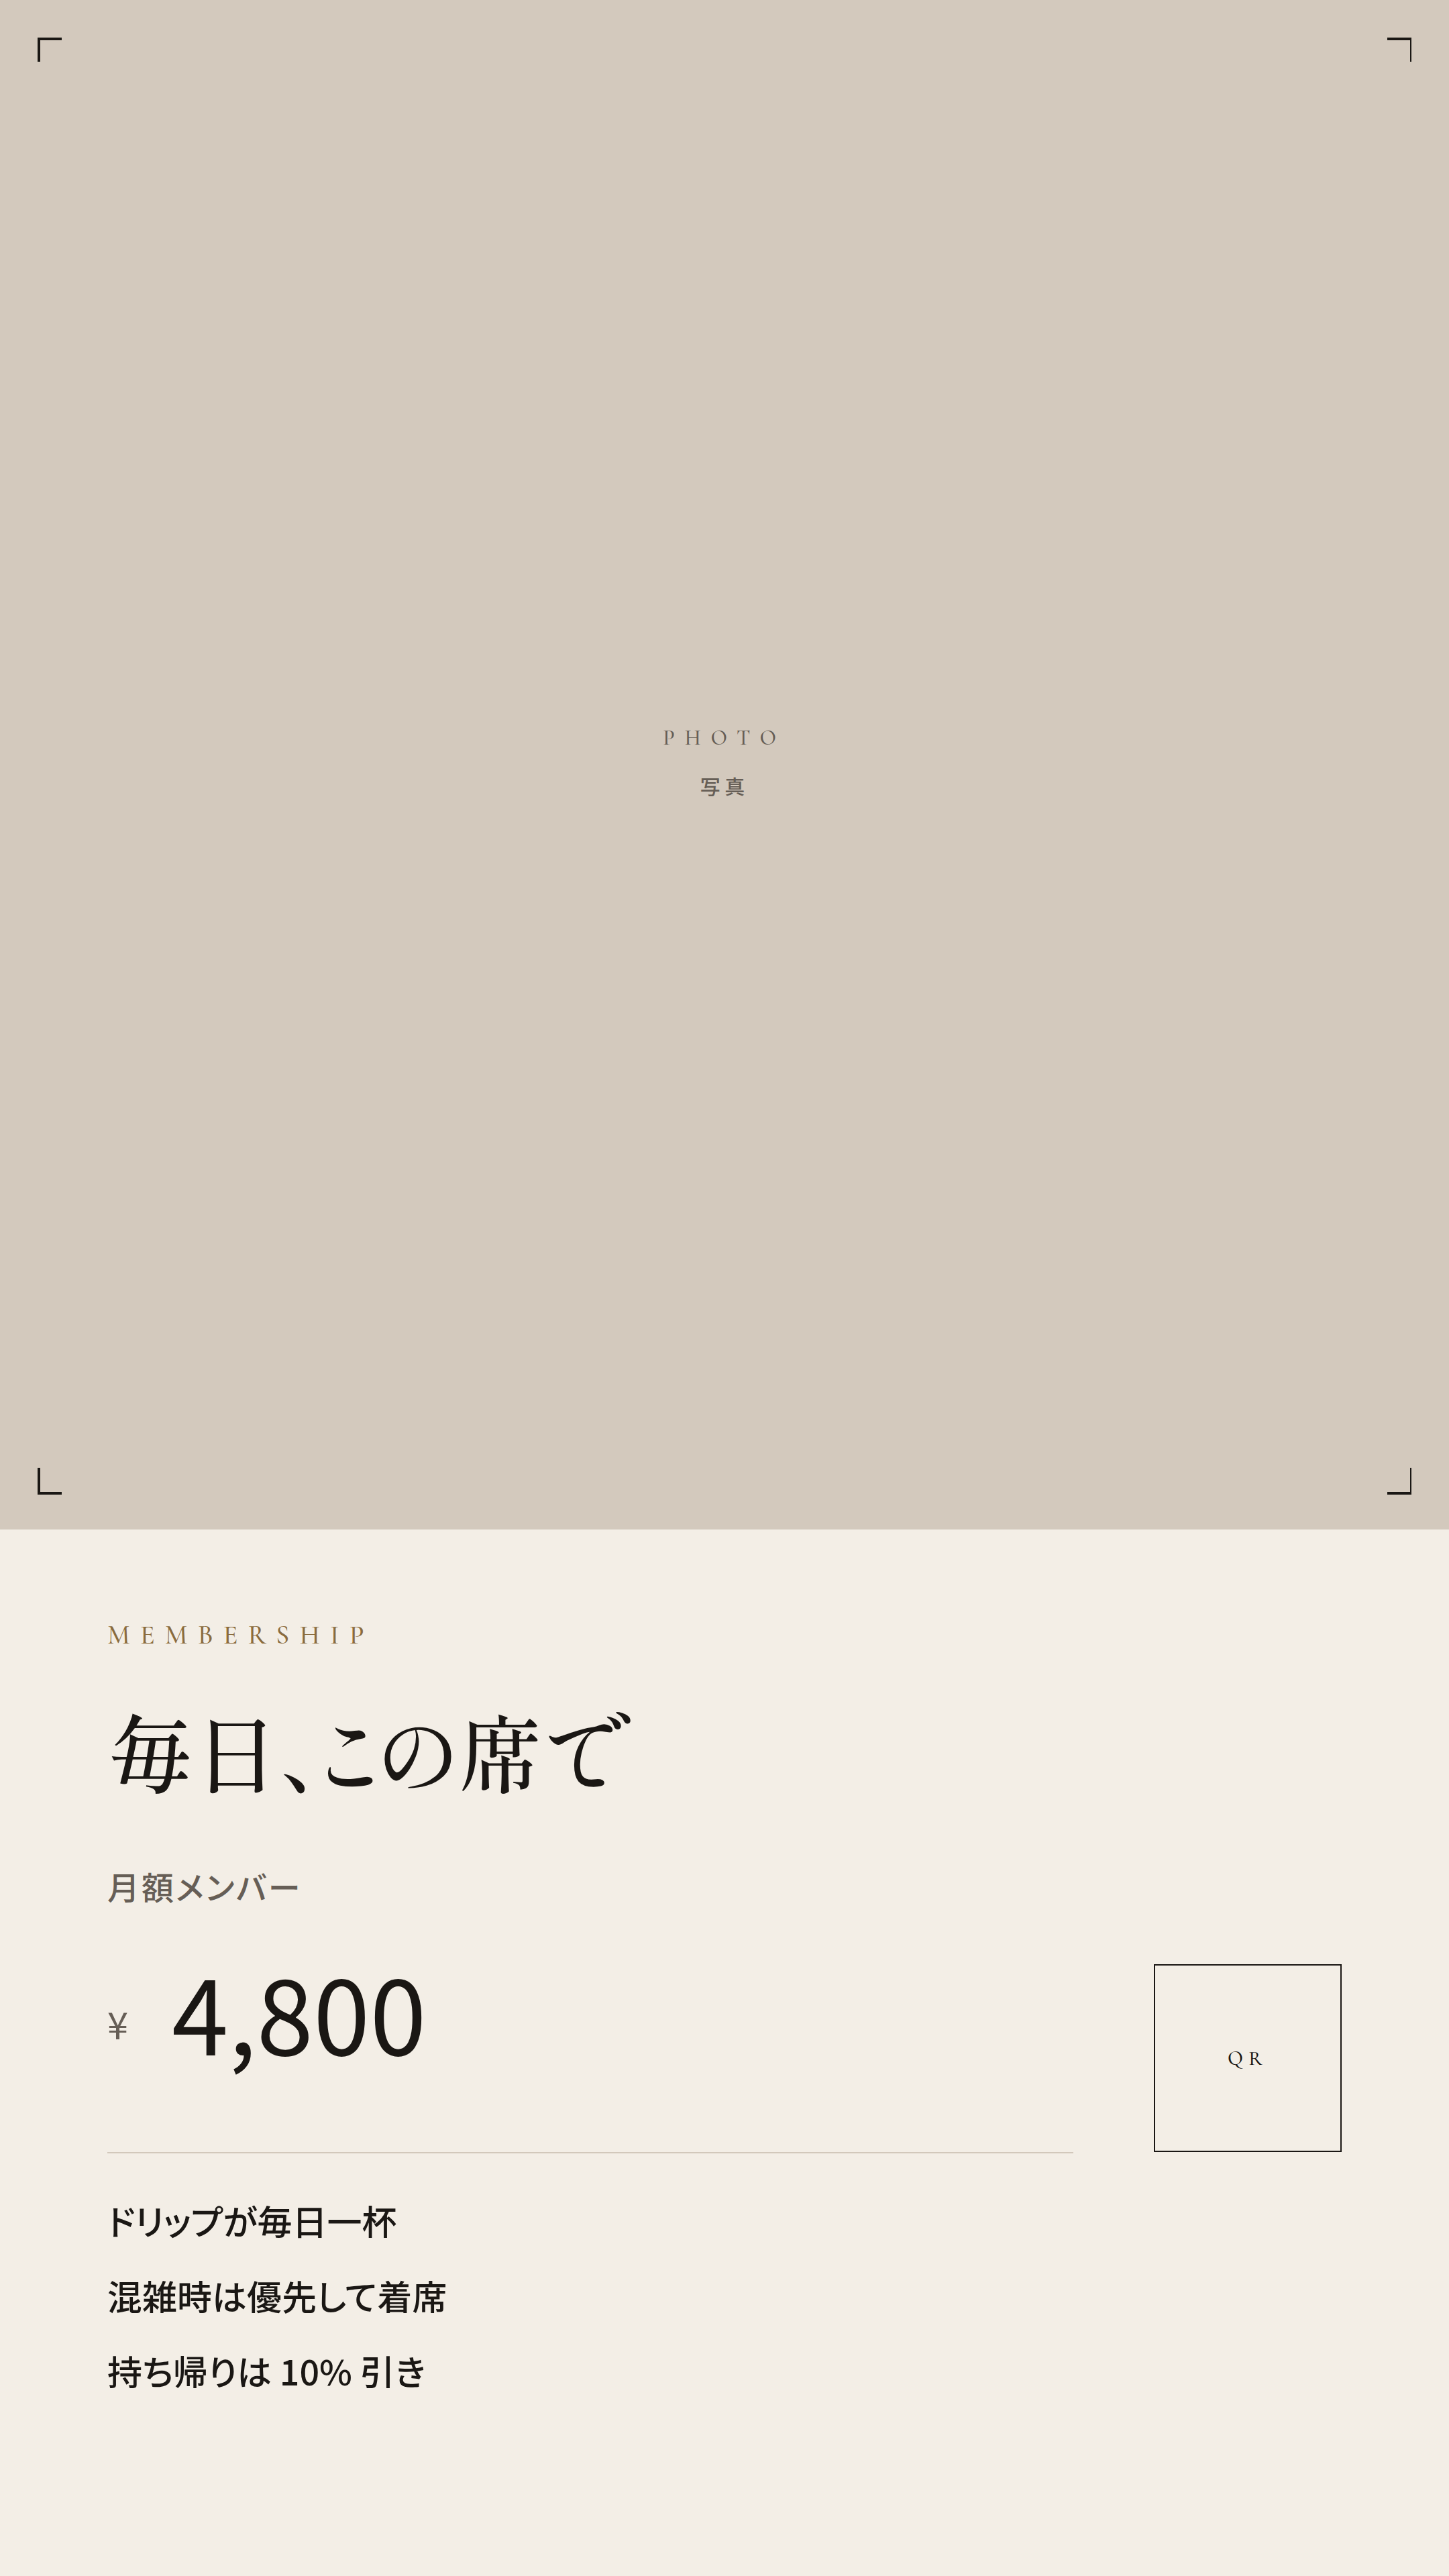 PHOTO
写真
MEMBERSHIP
毎日、この席で
月額メンバー
¥ 4,800
QR
ドリップが毎日一杯
混雑時は優先して着席
持ち帰りは 10% 引き